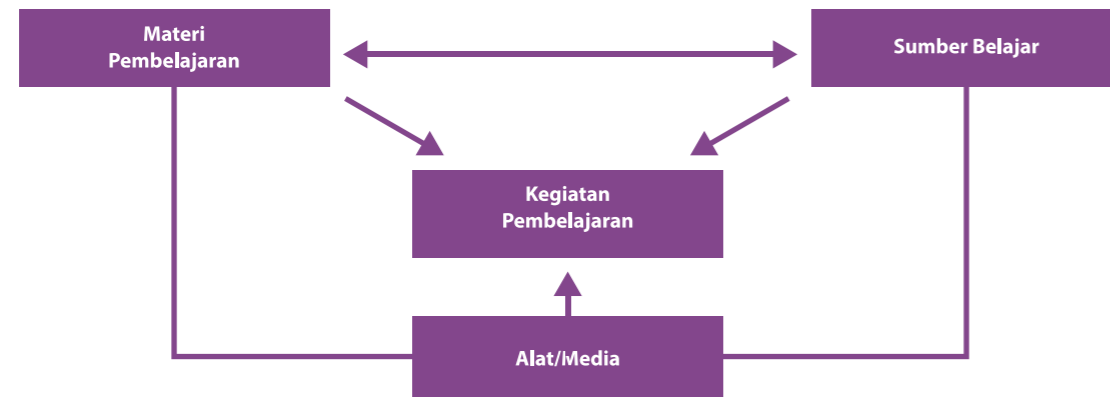 Materi
Pembelajaran
Sumber Belajar
Kegiatan
Pembelajaran
Alat/Media